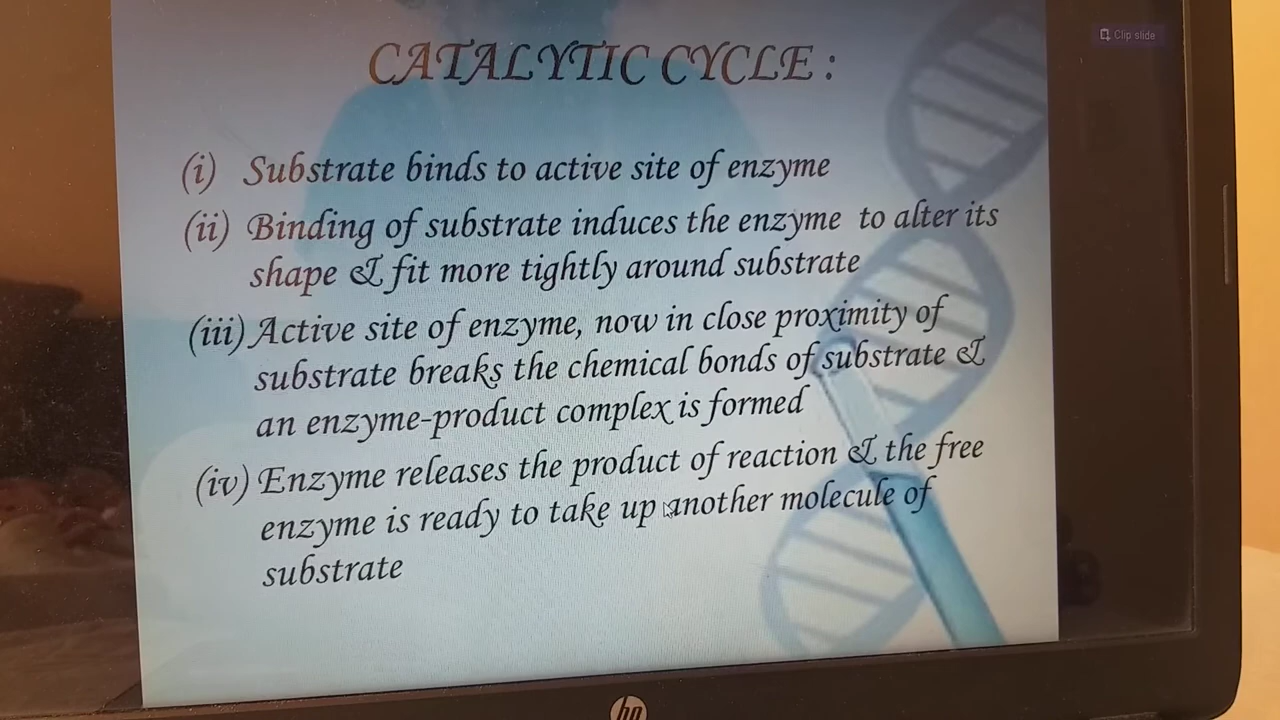 Clip slide
CATALYTIC CYCLE :
(i) Substrate binds to active site of enzyme
(ii) Binding of substrate induces the enzyme to alter its
shape & fit more tightly around substrate
(iii) Active site of enzyme, now in close proximity of
substrate breaks the chemical bonds of substrate &
an enzyme-product complex is formed
(iv) Enzyme releases the product of reaction & the free
enzyme is ready to take up another molecule of
substrate
hp